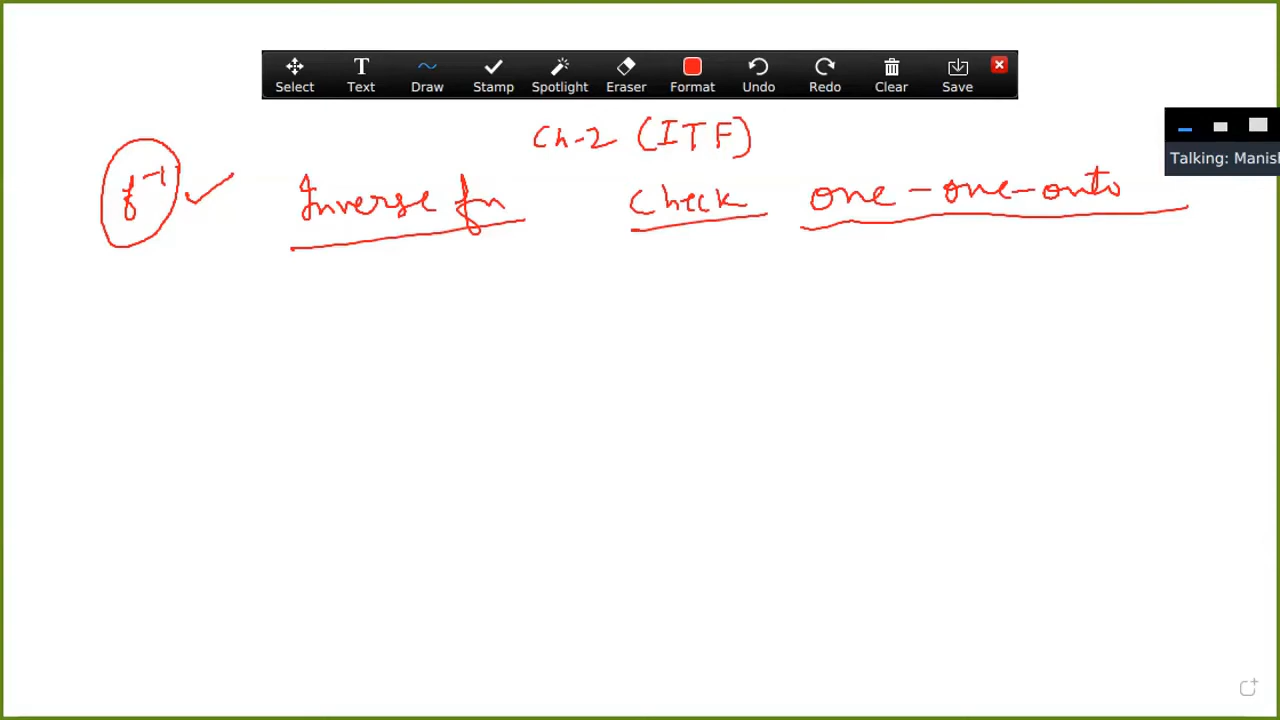 Select Text Draw Stamp Spotlight Eraser Format Undo Redo Clear Save
Ch-2 (ITF)
Talking: Manish
f⁻¹ ✓ Inverse fn Check one-one-onto